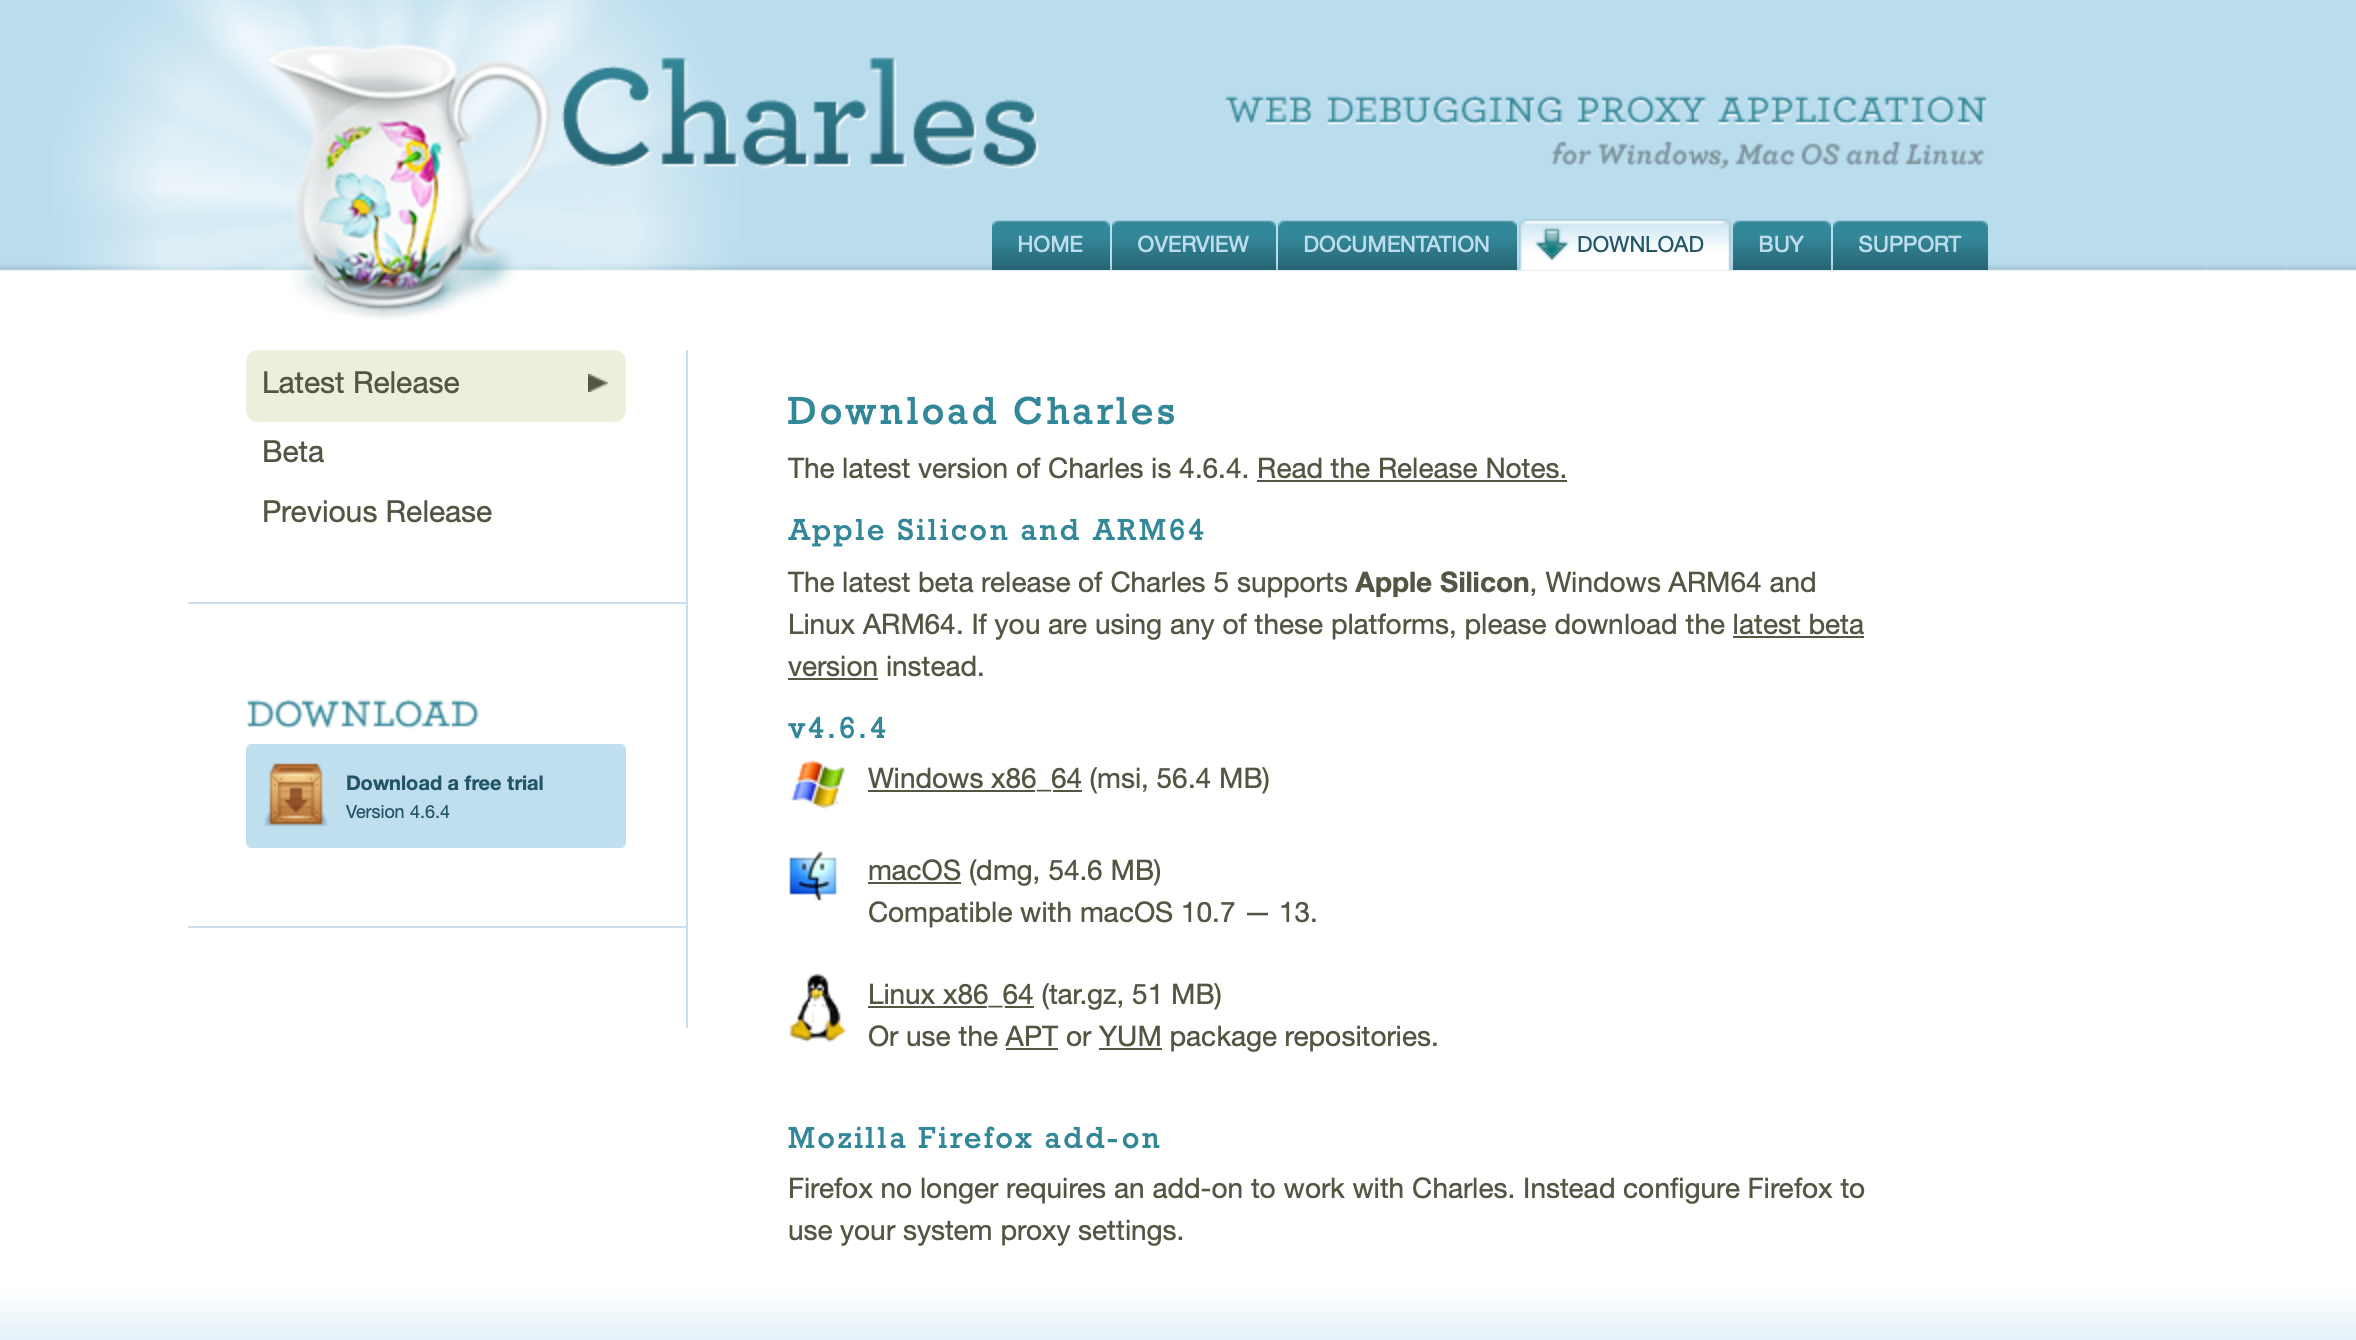 Charles
WEB DEBUGGING PROXY APPLICATION
for Windows, Mac OS and Linux
HOME
OVERVIEW
DOCUMENTATION
DOWNLOAD
BUY
SUPPORT
Latest Release
Beta
Previous Release
DOWNLOAD
Download a free trial
Version 4.6.4
Download Charles
The latest version of Charles is 4.6.4. Read the Release Notes.
Apple Silicon and ARM64
The latest beta release of Charles 5 supports Apple Silicon, Windows ARM64 and
Linux ARM64. If you are using any of these platforms, please download the latest beta
version instead.
v4.6.4
Windows x86_64 (msi, 56.4 MB)
macOS (dmg, 54.6 MB)
Compatible with macOS 10.7 — 13.
Linux x86_64 (tar.gz, 51 MB)
Or use the APT or YUM package repositories.
Mozilla Firefox add-on
Firefox no longer requires an add-on to work with Charles. Instead configure Firefox to
use your system proxy settings.